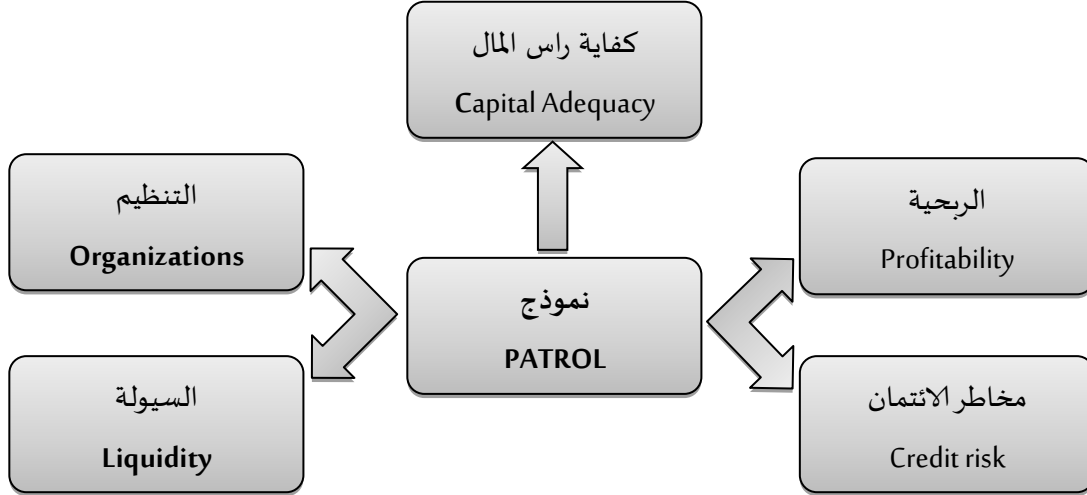 كفاية راس المال
Capital Adequacy
التنظيم
Organizations
الربحية
Profitability
نموذج
PATROL
السيولة
Liquidity
مخاطر الائتمان
Credit risk